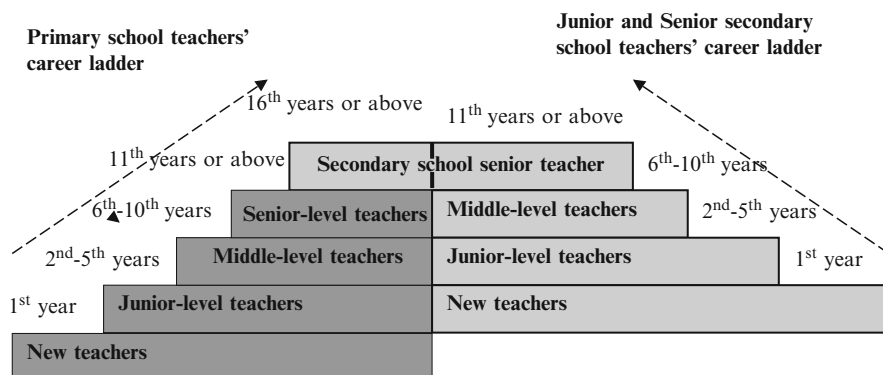 Primary school teachers'
career ladder
Junior and Senior secondary
school teachers' career ladder
16th years or above
11th years or above
11th years or above
Secondary school senior teacher
6th-10th years
6th-10th years
Senior-level teachers
Middle-level teachers
2nd-5th years
2nd-5th years
Middle-level teachers
Junior-level teachers
1st year
1st year
Junior-level teachers
New teachers
New teachers